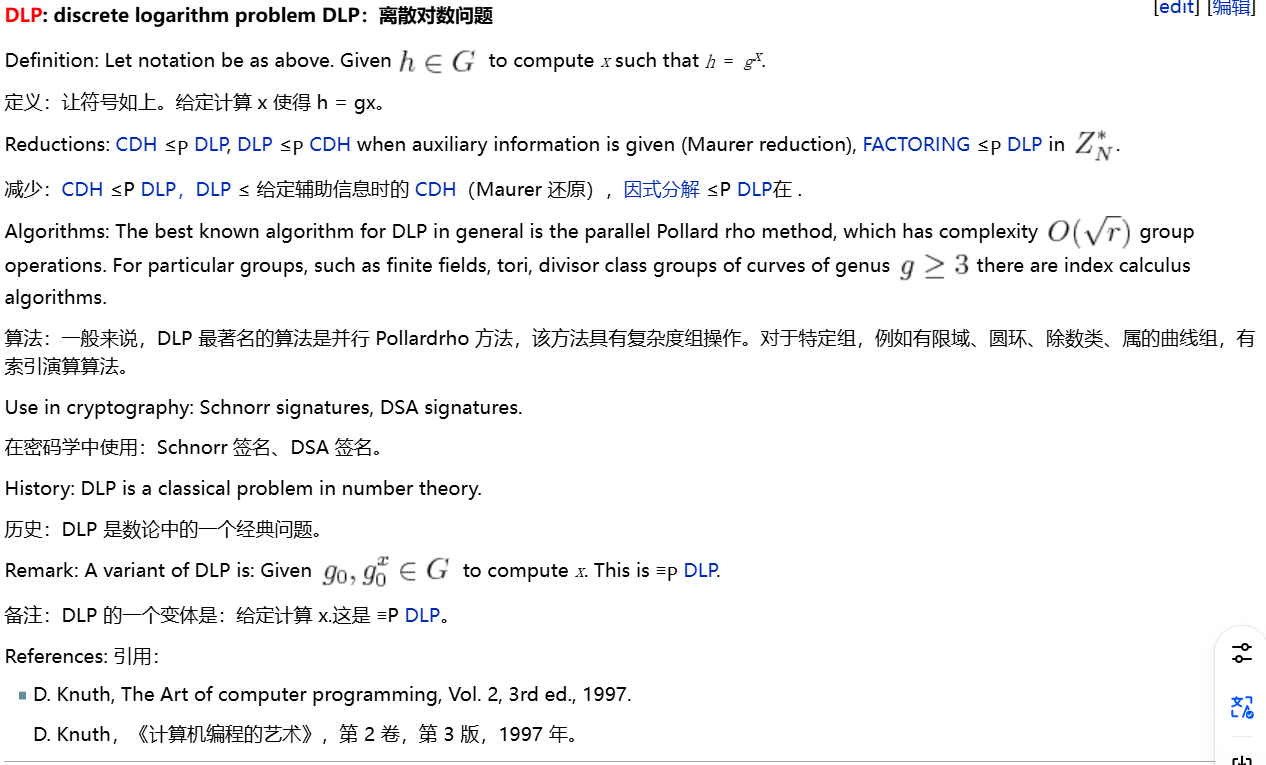 DLP: discrete logarithm problem DLP：离散对数问题
[edit] [编辑]
Definition: Let notation be as above. Given h ∈ G to compute x such that h = g^x.
定义：让符号如上。给定计算 x 使得 h = gx。
Reductions: CDH ≤P DLP, DLP ≤P CDH when auxiliary information is given (Maurer reduction), FACTORING ≤P DLP in Z_N^*.
减少：CDH ≤P DLP，DLP ≤ 给定辅助信息时的 CDH（Maurer 还原），因式分解 ≤P DLP在 .
Algorithms: The best known algorithm for DLP in general is the parallel Pollard rho method, which has complexity O(√r) group
operations. For particular groups, such as finite fields, tori, divisor class groups of curves of genus g ≥ 3 there are index calculus
algorithms.
算法：一般来说，DLP 最著名的算法是并行 Pollardrho 方法，该方法具有复杂度组操作。对于特定组，例如有限域、圆环、除数类、属的曲线组，有
索引演算算法。
Use in cryptography: Schnorr signatures, DSA signatures.
在密码学中使用：Schnorr 签名、DSA 签名。
History: DLP is a classical problem in number theory.
历史：DLP 是数论中的一个经典问题。
Remark: A variant of DLP is: Given g_0, g_0^x ∈ G to compute x. This is ≡P DLP.
备注：DLP 的一个变体是：给定计算 x.这是 ≡P DLP。
References: 引用：
D. Knuth, The Art of computer programming, Vol. 2, 3rd ed., 1997.
D. Knuth，《计算机编程的艺术》，第 2 卷，第 3 版，1997 年。